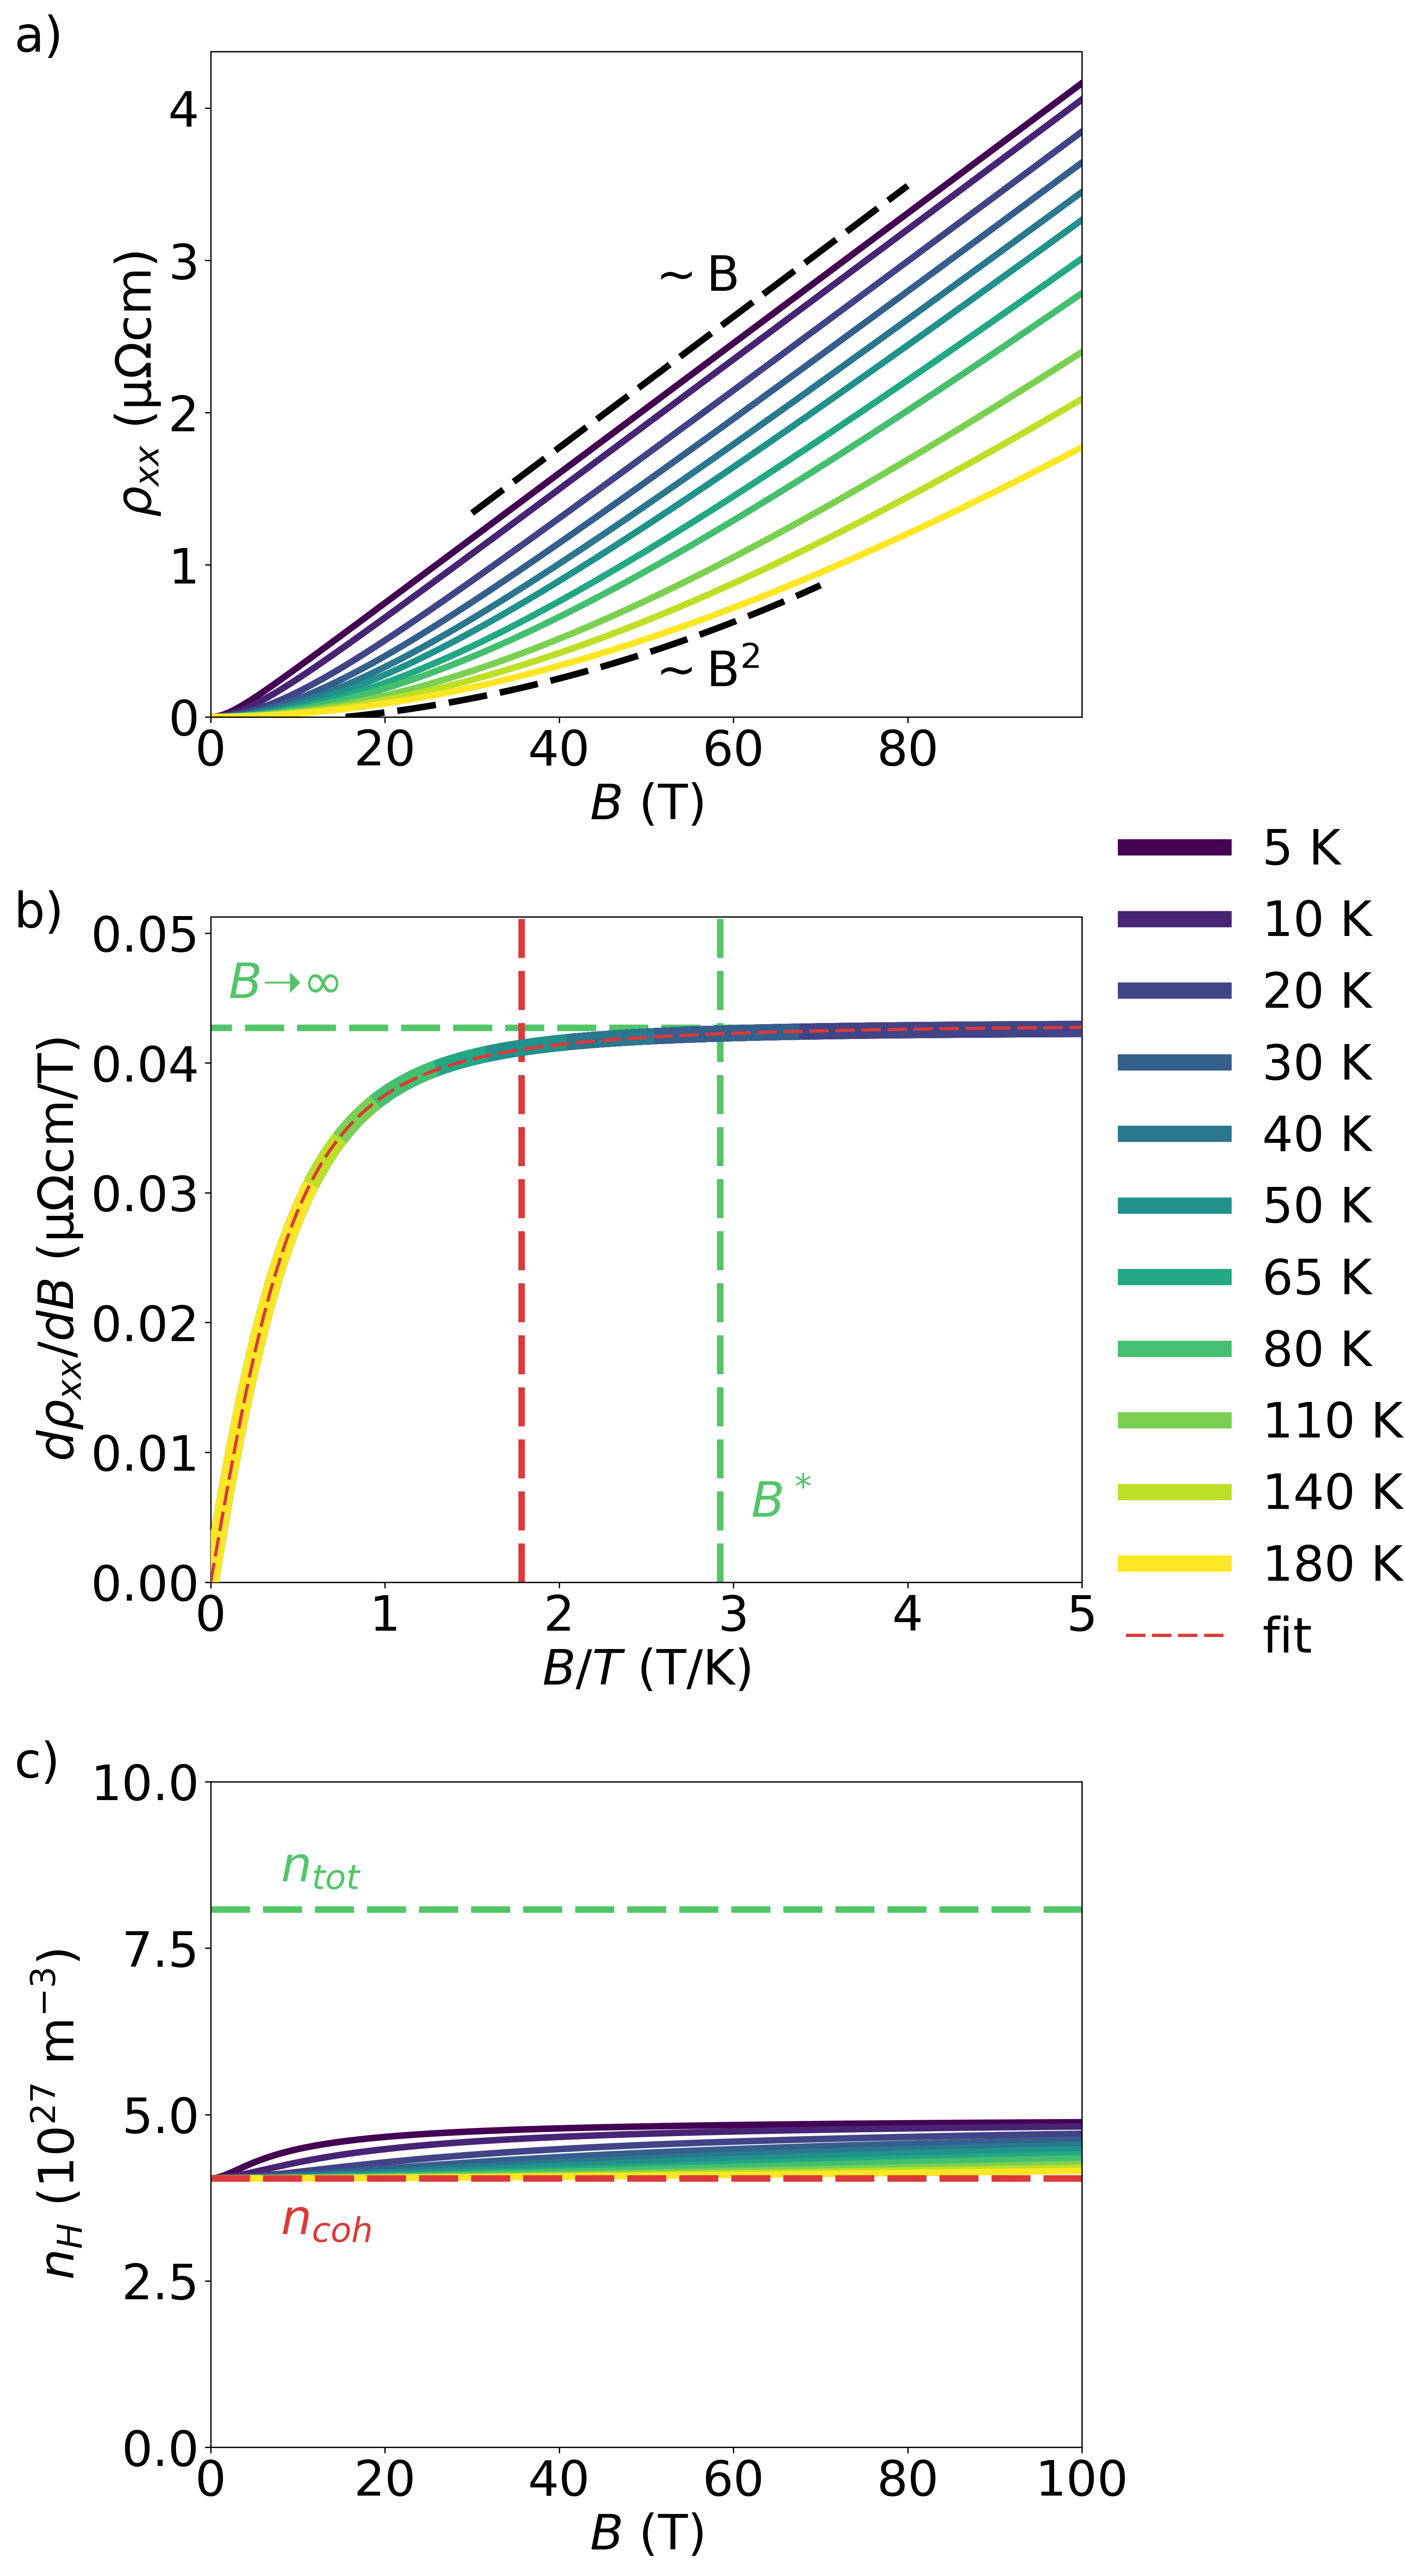 a)
4
3
2
1
0
ρxx (μΩcm)
~ B
~ B²
0 20 40 60 80
B (T)
b)
0.05
0.04
0.03
0.02
0.01
0.00
dρxx/dB (μΩcm/T)
B→∞
B*
0 1 2 3 4 5
B/T (T/K)
5 K
10 K
20 K
30 K
40 K
50 K
65 K
80 K
110 K
140 K
180 K
fit
c)
10.0
7.5
5.0
2.5
0.0
nH (10²⁷ m⁻³)
ntot
ncoh
0 20 40 60 80 100
B (T)